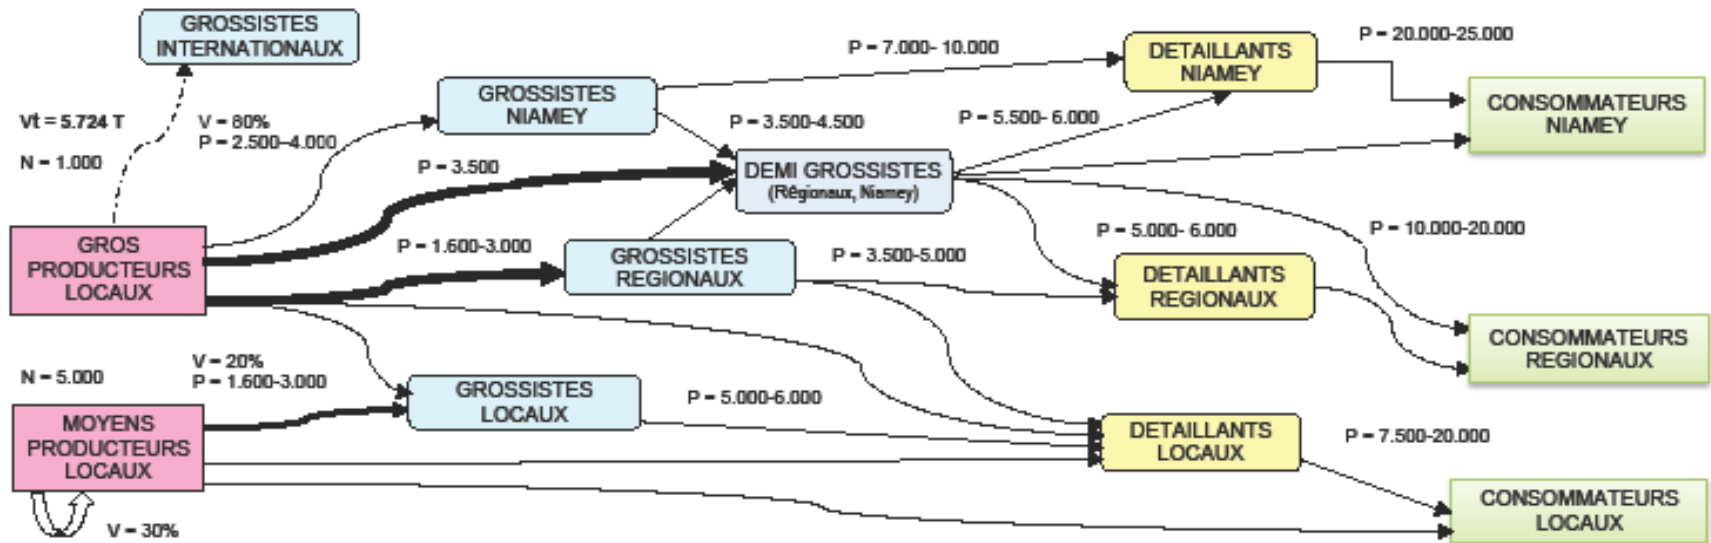 GROSSISTES
INTERNATIONAUX
Vt = 5.724 T
N = 1.000
V = 80%
P = 2.500–4.000
GROSSISTES
NIAMEY
P = 7.000- 10.000
DETAILLANTS
NIAMEY
P = 20.000-25.000
CONSOMMATEURS
NIAMEY
P = 3.500-4.500
P = 5.500- 6.000
P = 3.500
DEMI GROSSISTES
(Régionaux, Niamey)
GROS
PRODUCTEURS
LOCAUX
P = 1.600-3.000
GROSSISTES
REGIONAUX
P = 3.500-5.000
P = 5.000- 6.000
P = 10.000-20.000
DETAILLANTS
REGIONAUX
CONSOMMATEURS
REGIONAUX
N = 5.000
V = 20%
P = 1.600-3.000
GROSSISTES
LOCAUX
P = 5.000-6.000
MOYENS
PRODUCTEURS
LOCAUX
DETAILLANTS
LOCAUX
P = 7.500-20.000
CONSOMMATEURS
LOCAUX
V = 30%